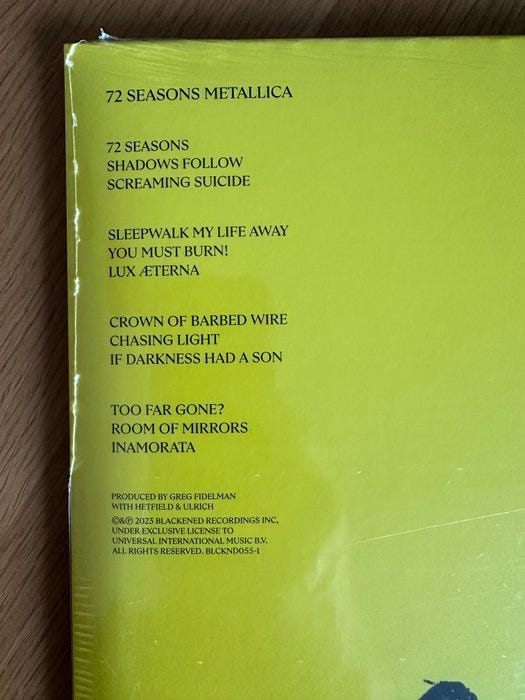 72 SEASONS METALLICA
72 SEASONS
SHADOWS FOLLOW
SCREAMING SUICIDE
SLEEPWALK MY LIFE AWAY
YOU MUST BURN!
LUX ÆTERNA
CROWN OF BARBED WIRE
CHASING LIGHT
IF DARKNESS HAD A SON
TOO FAR GONE?
ROOM OF MIRRORS
INAMORATA
PRODUCED BY GREG FIDELMAN
WITH HETFIELD & ULRICH
©&℗ 2023 BLACKENED RECORDINGS INC,
UNDER EXCLUSIVE LICENSE TO
UNIVERSAL INTERNATIONAL MUSIC B.V.
ALL RIGHTS RESERVED. BLCKND055-1